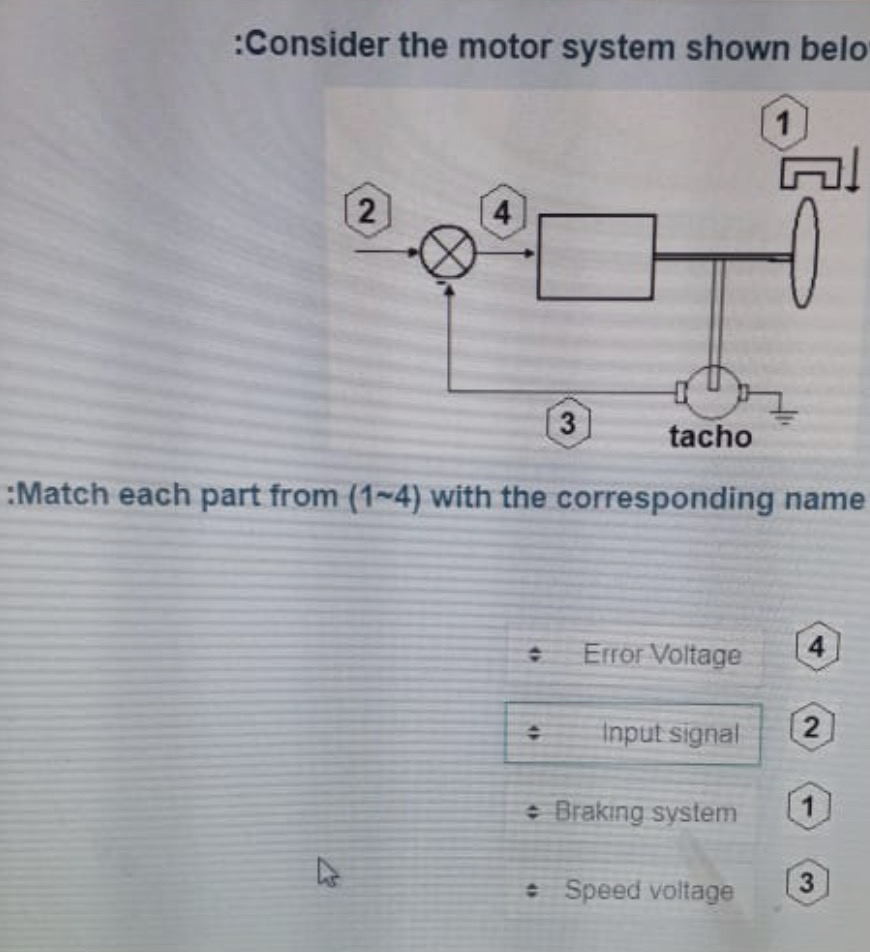 :Consider the motor system shown belo
1
2
4
3
tacho
:Match each part from (1~4) with the corresponding name
Error Voltage 4
Input signal 2
Braking system 1
Speed voltage 3